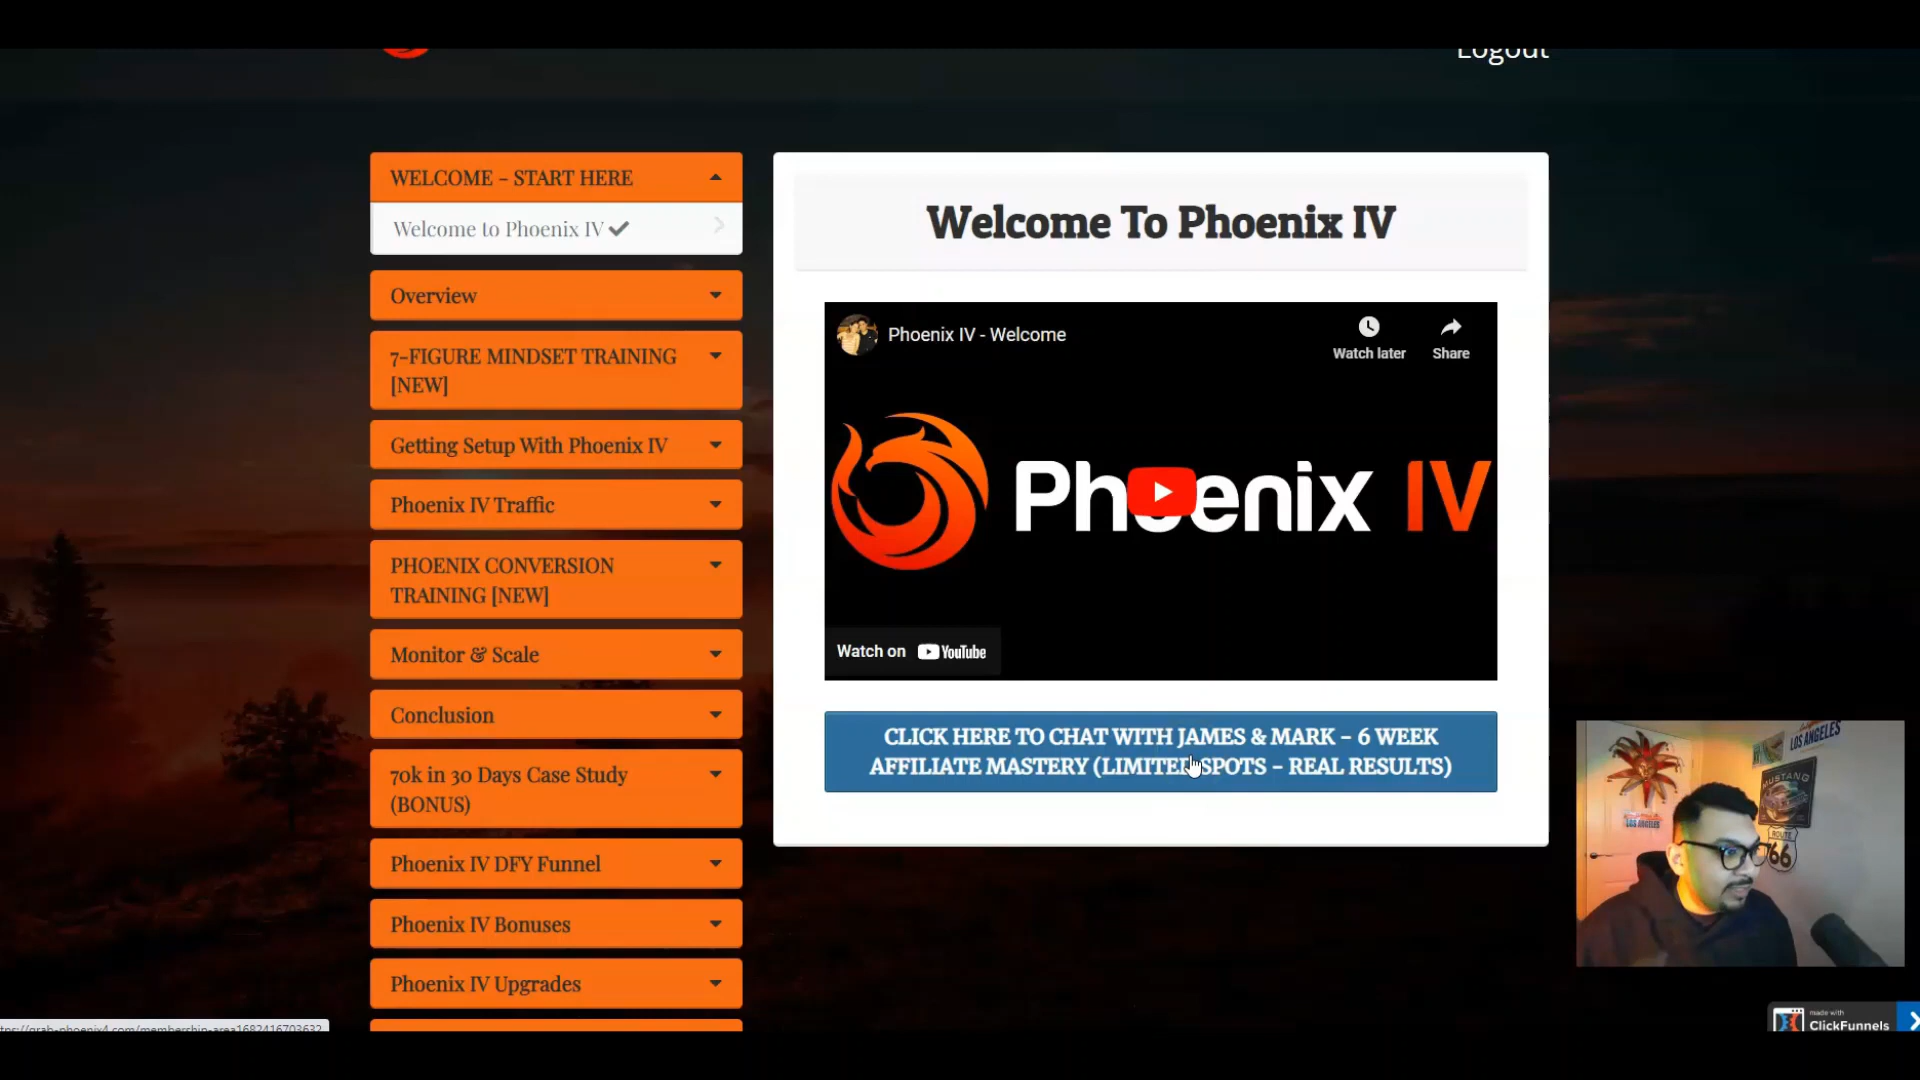 Logout
WELCOME - START HERE
Welcome to Phoenix IV
Overview
7-FIGURE MINDSET TRAINING
[NEW]
Getting Setup With Phoenix IV
Phoenix IV Traffic
PHOENIX CONVERSION
TRAINING [NEW]
Monitor & Scale
Conclusion
70k in 30 Days Case Study
(BONUS)
Phoenix IV DFY Funnel
Phoenix IV Bonuses
Phoenix IV Upgrades
Welcome To Phoenix IV
Phoenix IV - Welcome
Watch later
Share
Phoenix IV
Watch on YouTube
CLICK HERE TO CHAT WITH JAMES & MARK - 6 WEEK
AFFILIATE MASTERY (LIMITED SPOTS - REAL RESULTS)
LOS ANGELES
MUSTANG
LOS ANGELES
ROUTE
66
made with
ClickFunnels